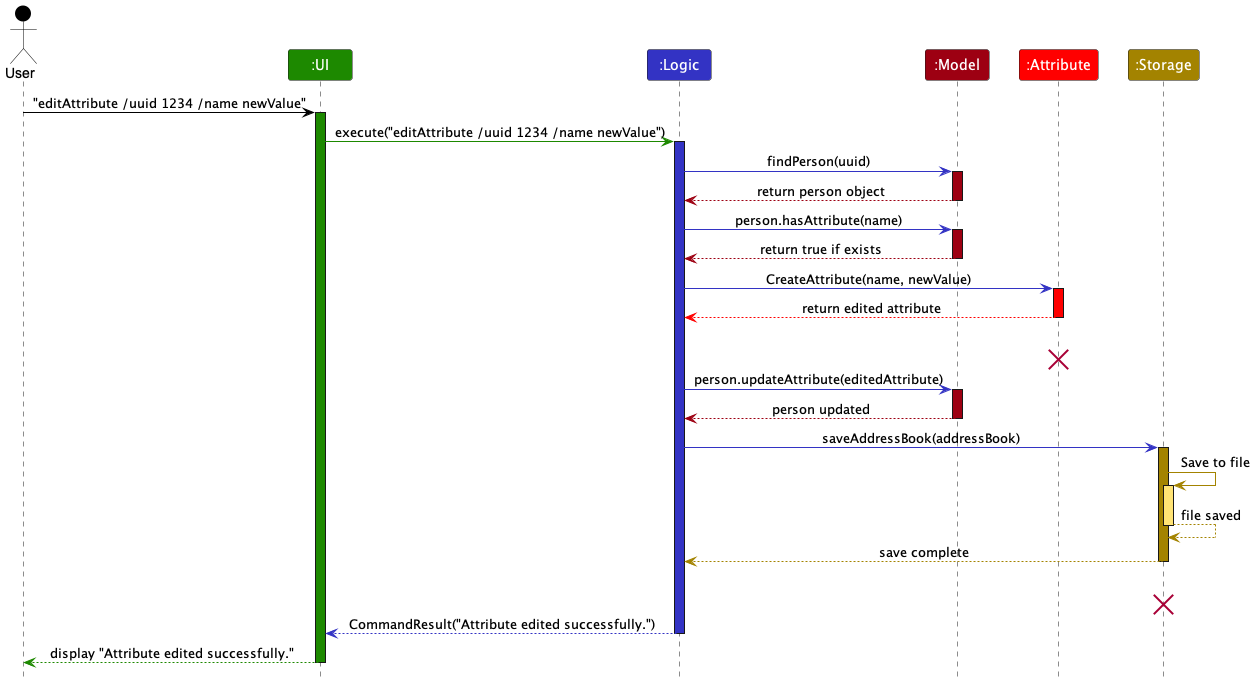 User
:UI
:Logic
:Model
:Attribute
:Storage
"editAttribute /uuid 1234 /name newValue"
execute("editAttribute /uuid 1234 /name newValue")
findPerson(uuid)
return person object
person.hasAttribute(name)
return true if exists
CreateAttribute(name, newValue)
return edited attribute
person.updateAttribute(editedAttribute)
person updated
saveAddressBook(addressBook)
Save to file
file saved
save complete
CommandResult("Attribute edited successfully.")
display "Attribute edited successfully."